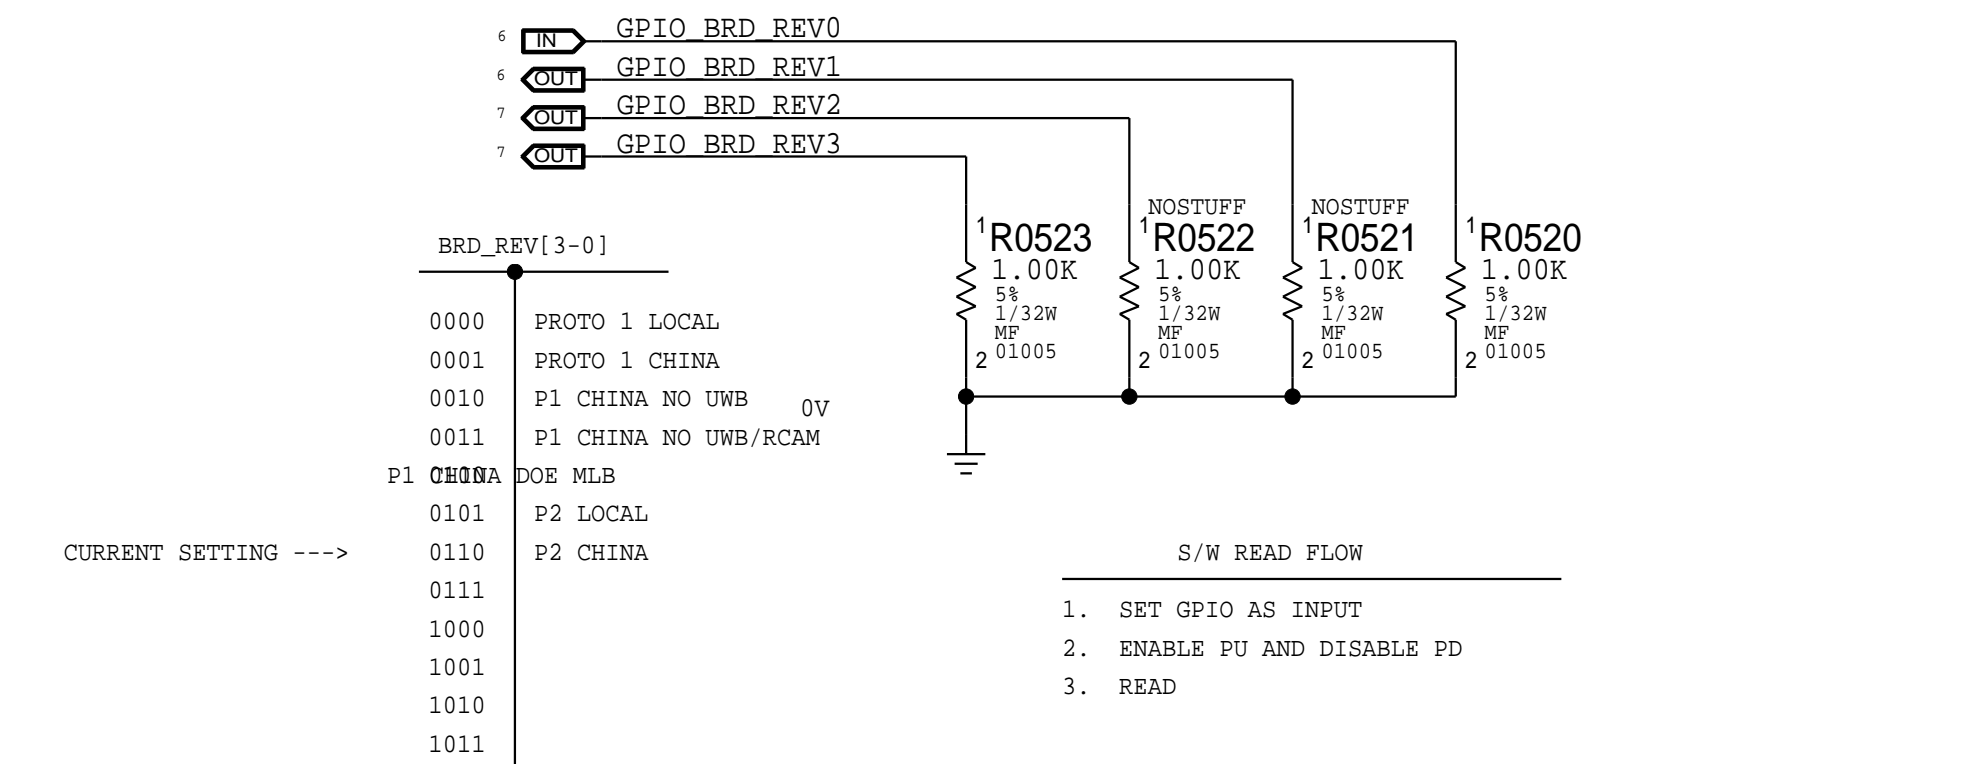 6 IN GPIO_BRD_REV0
6 OUT GPIO_BRD_REV1
7 OUT GPIO_BRD_REV2
7 OUT GPIO_BRD_REV3
1 R0523
1.00K
5%
1/32W
MF
01005
2
NOSTUFF
1 R0522
1.00K
5%
1/32W
MF
01005
2
NOSTUFF
1 R0521
1.00K
5%
1/32W
MF
01005
2
1 R0520
1.00K
5%
1/32W
MF
01005
2
BRD_REV[3-0]
0000 PROTO 1 LOCAL
0001 PROTO 1 CHINA
0010 P1 CHINA NO UWB
0V
0011 P1 CHINA NO UWB/RCAM
0100 P1 CHINA DOE MLB
0101 P2 LOCAL
CURRENT SETTING ---> 0110 P2 CHINA
0111
1000
1001
1010
1011
S/W READ FLOW
1. SET GPIO AS INPUT
2. ENABLE PU AND DISABLE PD
3. READ